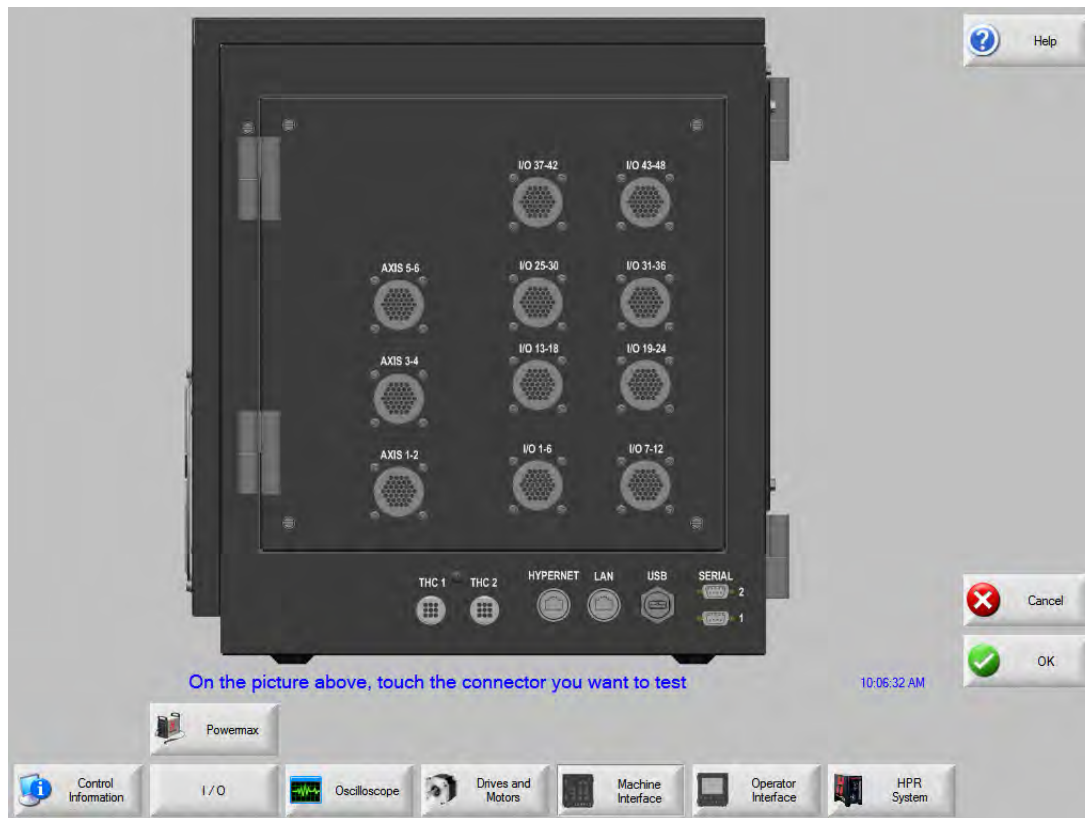 Help
I/O 37-42
I/O 43-48
AXIS 5-6
I/O 25-30
I/O 31-36
AXIS 3-4
I/O 13-18
I/O 19-24
AXIS 1-2
I/O 1-6
I/O 7-12
THC 1
THC 2
HYPERNET
LAN
USB
SERIAL
2
1
Cancel
OK
On the picture above, touch the connector you want to test
10:06:32 AM
Powermax
Control
Information
I / O
Oscilloscope
Drives and
Motors
Machine
Interface
Operator
Interface
HPR
System